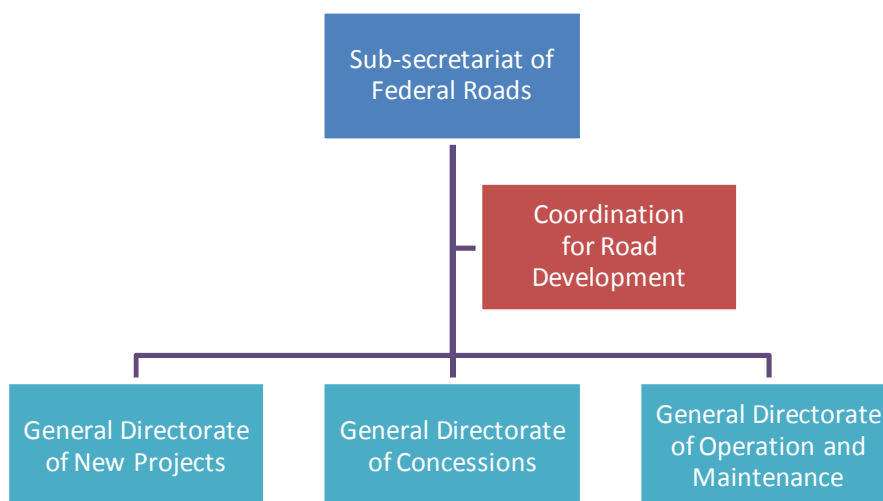 Sub-secretariat of
Federal Roads
Coordination
for Road
Development
General Directorate
of New Projects
General Directorate
of Concessions
General Directorate
of Operation and
Maintenance